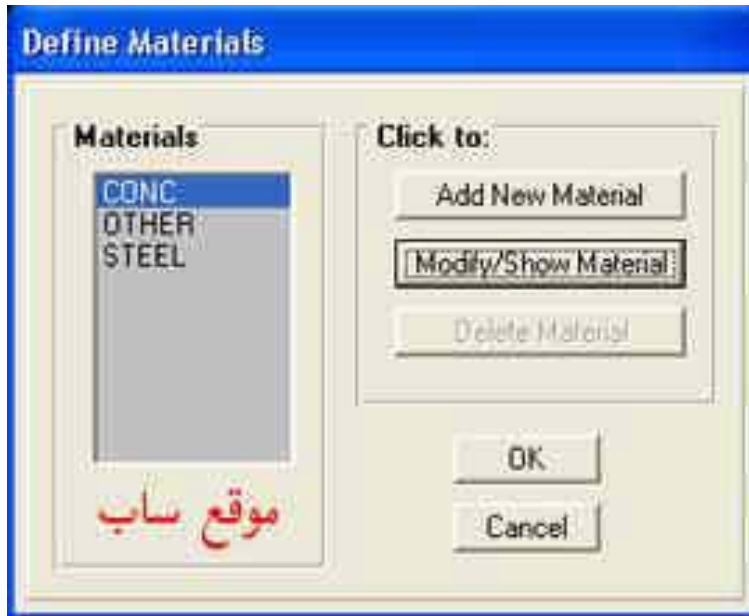 Define Materials
Materials
CONC
OTHER
STEEL
موقع ساب
Click to:
Add New Material
Modify/Show Material
Delete Material
OK
Cancel